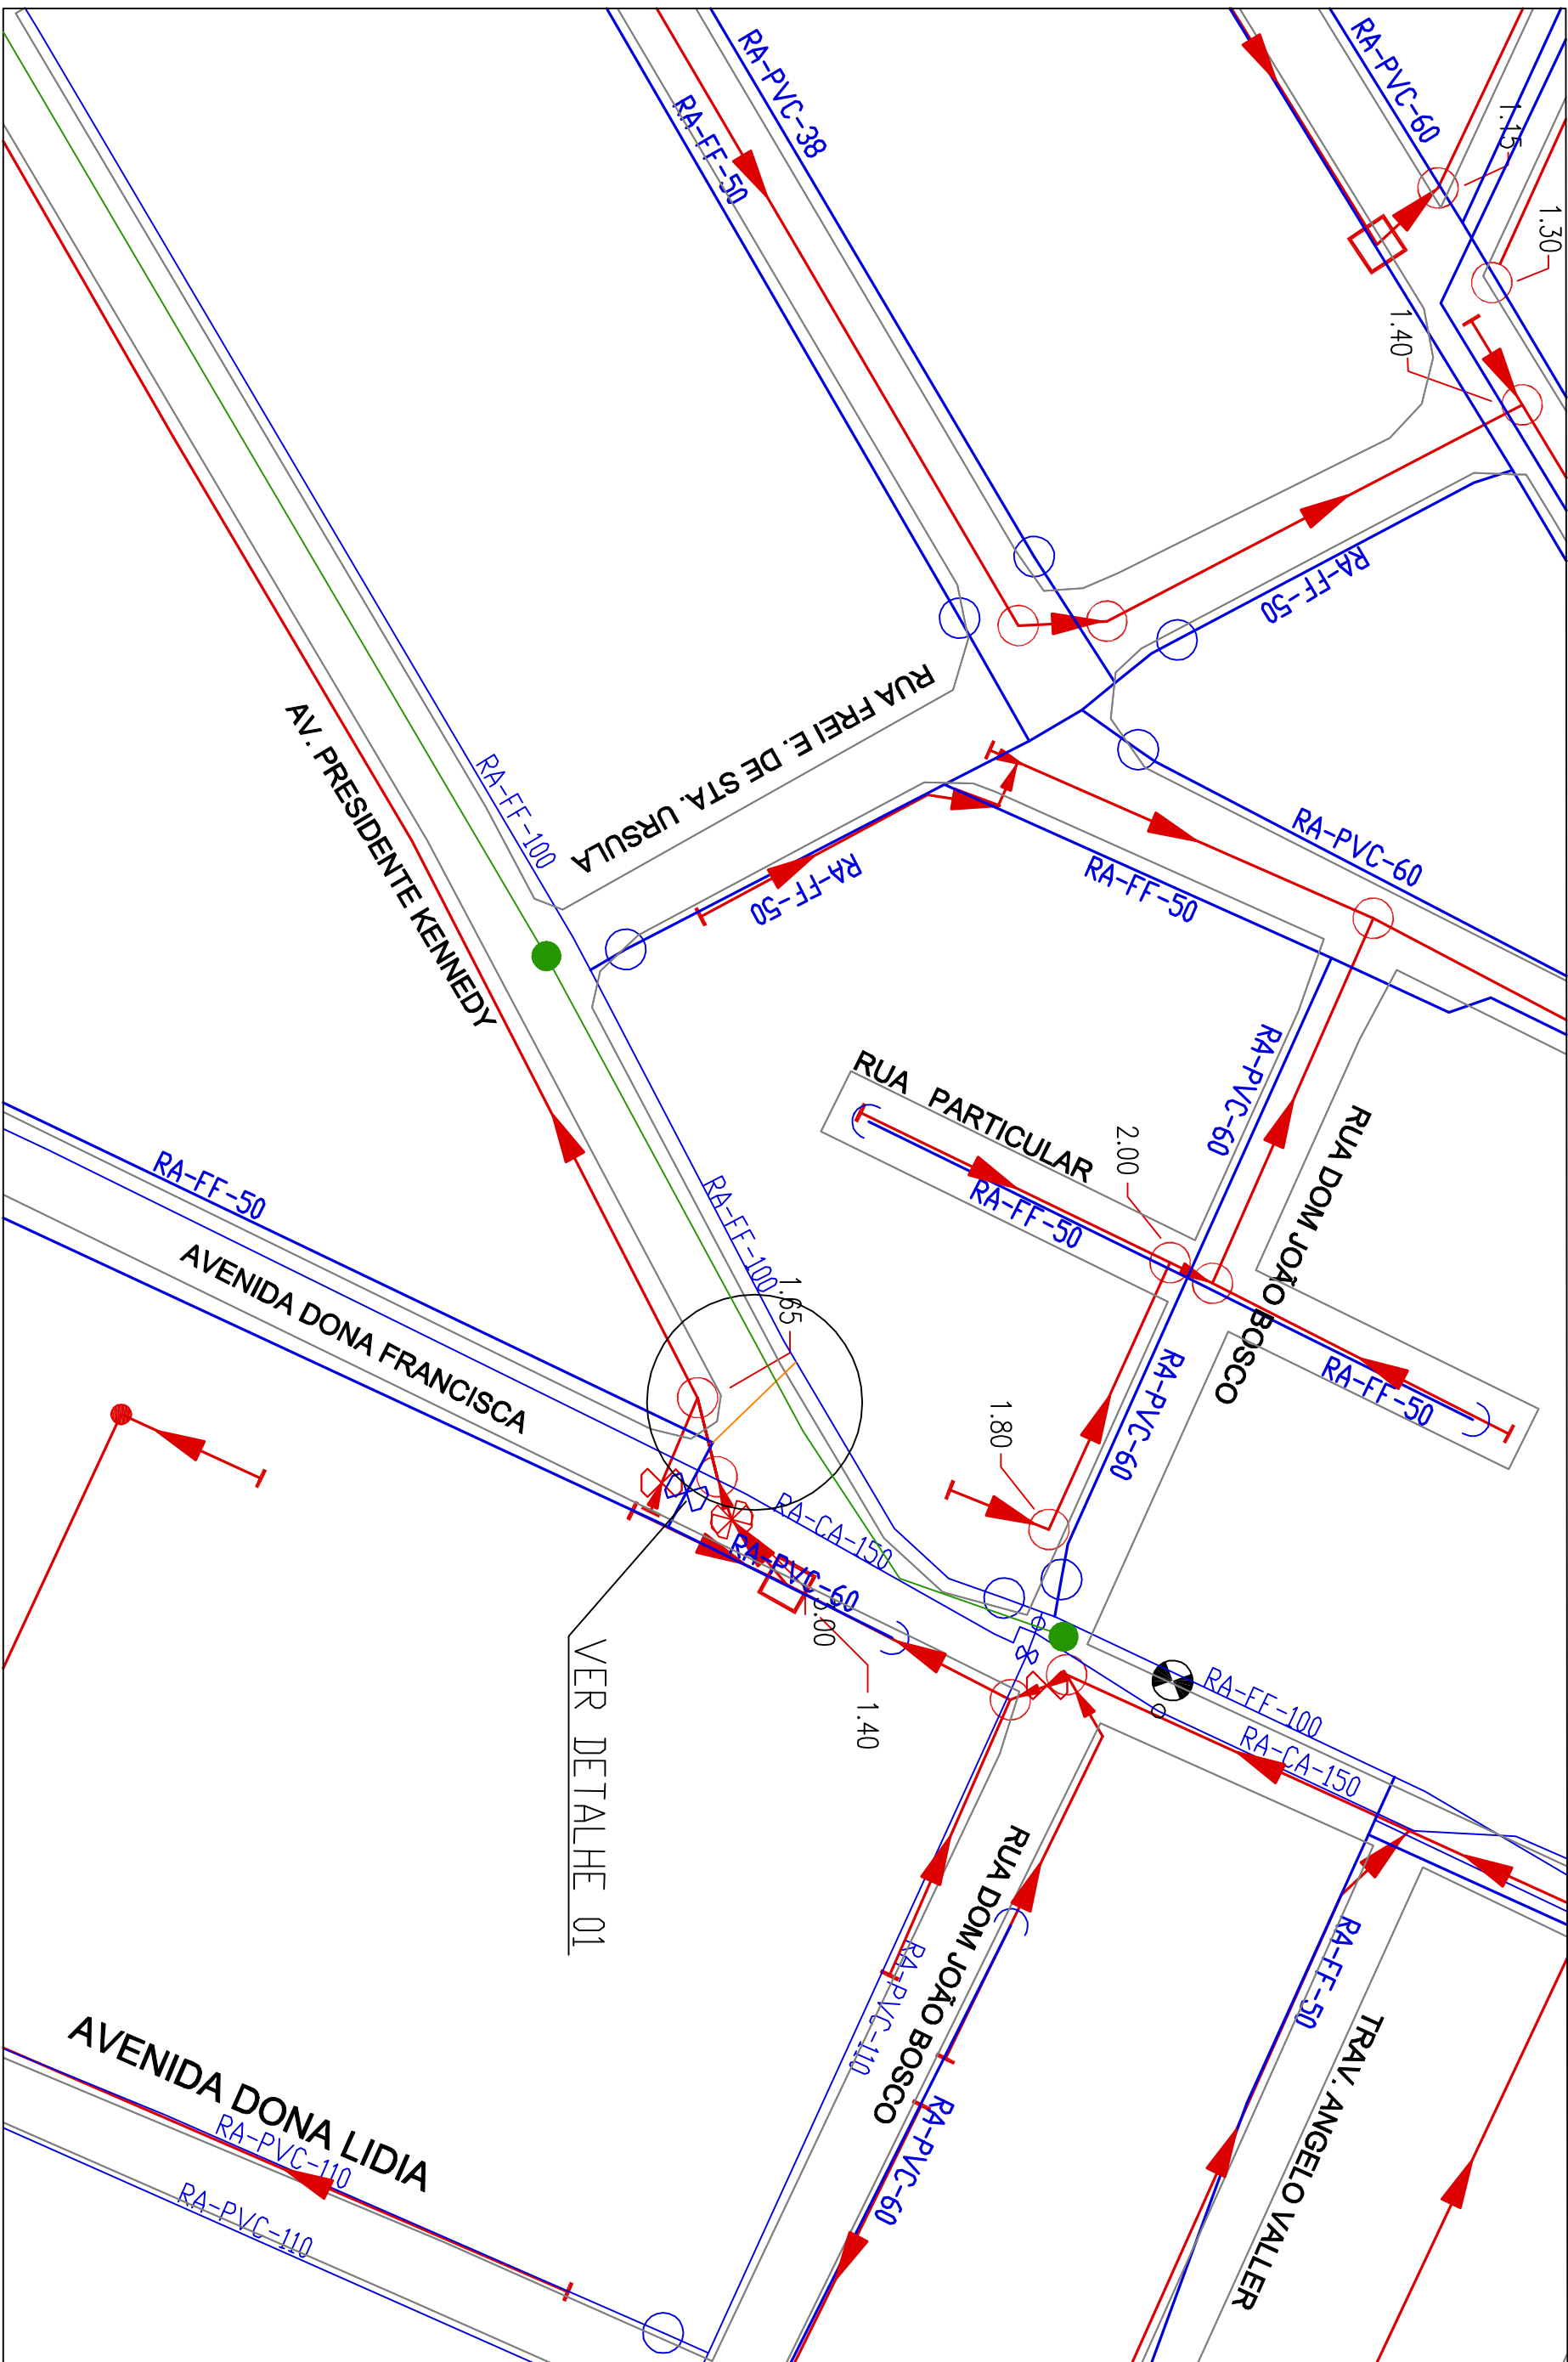 RA-PVC-60
1.15
1.30
RA-PVC-38
RA-FF-50
1.40
RA-FF-50
RUA FREI E. DE STA. URSULA
AV. PRESIDENTE KENNEDY
RA-FF-100
RA-FF-50
RA-FF-50
RA-PVC-60
RA-PVC-60
RUA PARTICULAR
RA-FF-50
2.00
RUA DOM JOÃO BOSCO
RA-FF-50
RA-FF-50
AVENIDA DONA FRANCISCA
RA-FF-100
1.65
RA-PVC-60
1.80
RA-CA-150
RA-PVC-60
3.00
1.40
VER DETALHE 01
RA-FF-100
RA-CA-150
RUA DOM JOÃO BOSCO
RA-PVC-110
RA-PVC-60
RA-FF-50
TRAV. ANGELO VALLER
AVENIDA DONA LIDIA
RA-PVC-110
RA-PVC-110